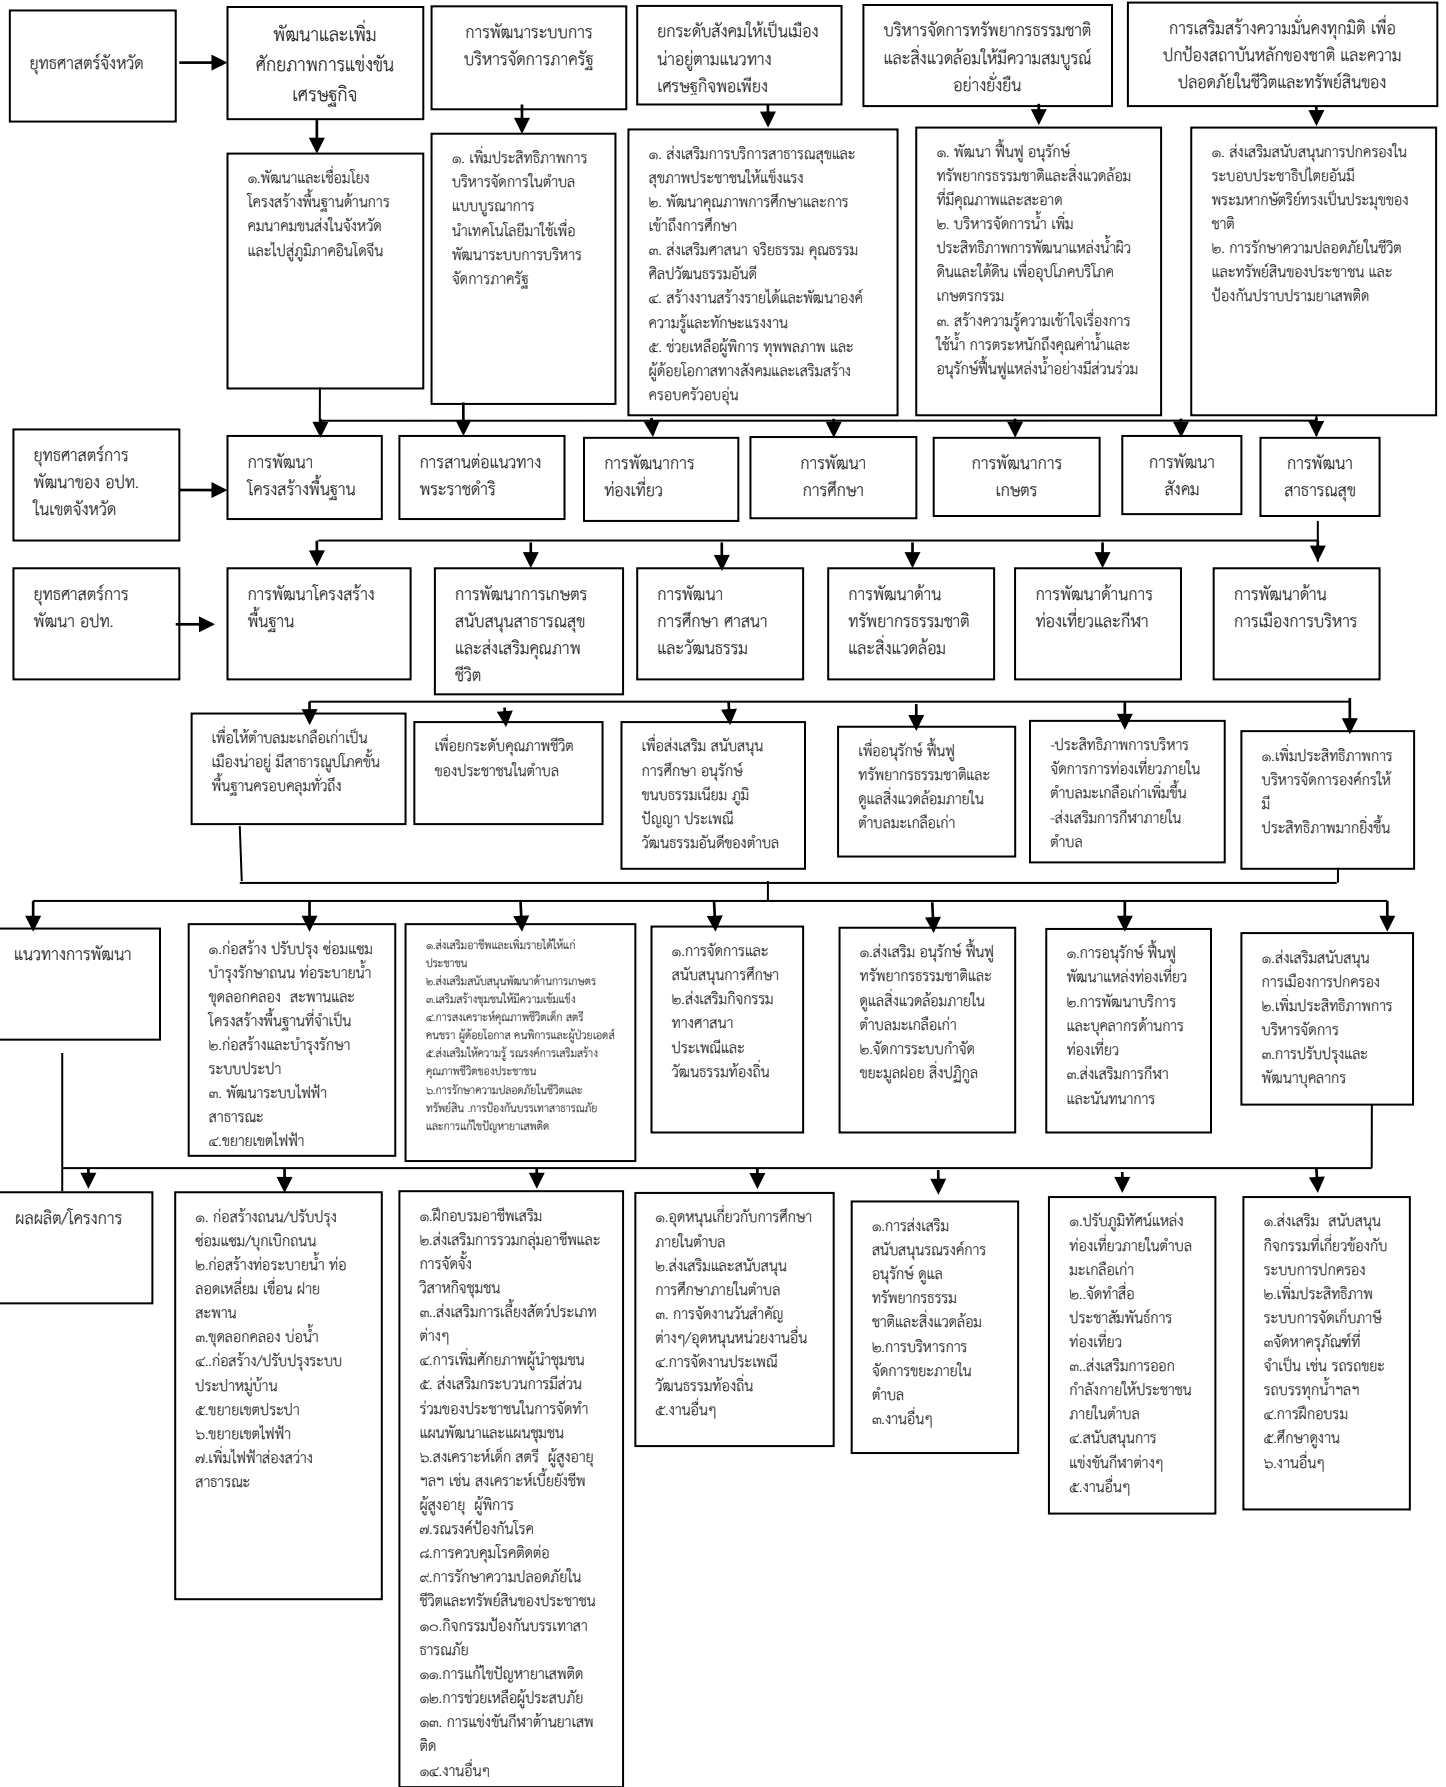 ยุทธศาสตร์จังหวัด
พัฒนาและเพิ่ม
ศักยภาพการแข่งขัน
เศรษฐกิจ
การพัฒนาระบบการ
บริหารจัดการภาครัฐ
ยกระดับสังคมให้เป็นเมือง
น่าอยู่ตามแนวทาง
เศรษฐกิจพอเพียง
บริหารจัดการทรัพยากรธรรมชาติ
และสิ่งแวดล้อมให้มีความสมบูรณ์
อย่างยั่งยืน
การเสริมสร้างความมั่นคงทุกมิติ เพื่อ
ปกป้องสถาบันหลักของชาติ และความ
ปลอดภัยในชีวิตและทรัพย์สินของ
๑.พัฒนาและเชื่อมโยง
โครงสร้างพื้นฐานด้านการ
คมนาคมขนส่งในจังหวัด
และไปสู่ภูมิภาคอินโดจีน
๑. เพิ่มประสิทธิภาพการ
บริหารจัดการในตำบล
แบบบูรณาการ
นำเทคโนโลยีมาใช้เพื่อ
พัฒนาระบบการบริหาร
จัดการภาครัฐ
๑. ส่งเสริมการบริการสาธารณสุขและ
สุขภาพประชาชนให้แข็งแรง
๒. พัฒนาคุณภาพการศึกษาและการ
เข้าถึงการศึกษา
๓. ส่งเสริมศาสนา จริยธรรม คุณธรรม
ศิลปวัฒนธรรมอันดี
๔. สร้างงานสร้างรายได้และพัฒนาองค์
ความรู้และทักษะแรงงาน
๕. ช่วยเหลือผู้พิการ ทุพพลภาพ และ
ผู้ด้อยโอกาสทางสังคมและเสริมสร้าง
ครอบครัวอบอุ่น
๑. พัฒนา ฟื้นฟู อนุรักษ์
ทรัพยากรธรรมชาติและสิ่งแวดล้อม
ที่มีคุณภาพและสะอาด
๒. บริหารจัดการน้ำ เพิ่ม
ประสิทธิภาพการพัฒนาแหล่งน้ำผิว
ดินและใต้ดิน เพื่ออุปโภคบริโภค
เกษตรกรรม
๓. สร้างความรู้ความเข้าใจเรื่องการ
ใช้น้ำ การตระหนักถึงคุณค่าน้ำและ
อนุรักษ์ฟื้นฟูแหล่งน้ำอย่างมีส่วนร่วม
๑. ส่งเสริมสนับสนุนการปกครองใน
ระบอบประชาธิปไตยอันมี
พระมหากษัตริย์ทรงเป็นประมุขของ
ชาติ
๒. การรักษาความปลอดภัยในชีวิต
และทรัพย์สินของประชาชน และ
ป้องกันปราบปรามยาเสพติด
ยุทธศาสตร์การ
พัฒนาของ อปท.
ในเขตจังหวัด
การพัฒนา
โครงสร้างพื้นฐาน
การสานต่อแนวทาง
พระราชดำริ
การพัฒนาการ
ท่องเที่ยว
การพัฒนา
การศึกษา
การพัฒนาการ
เกษตร
การพัฒนา
สังคม
การพัฒนา
สาธารณสุข
ยุทธศาสตร์การ
พัฒนา อปท.
การพัฒนาโครงสร้าง
พื้นฐาน
การพัฒนาการเกษตร
สนับสนุนสาธารณสุข
และส่งเสริมคุณภาพ
ชีวิต
การพัฒนา
การศึกษา ศาสนา
และวัฒนธรรม
การพัฒนาด้าน
ทรัพยากรธรรมชาติ
และสิ่งแวดล้อม
การพัฒนาด้านการ
ท่องเที่ยวและกีฬา
การพัฒนาด้าน
การเมืองการบริหาร
เพื่อให้ตำบลมะเกลือเก่าเป็น
เมืองน่าอยู่ มีสาธารณูปโภคขั้น
พื้นฐานครอบคลุมทั่วถึง
เพื่อยกระดับคุณภาพชีวิต
ของประชาชนในตำบล
เพื่อส่งเสริม สนับสนุน
การศึกษา อนุรักษ์
ขนบธรรมเนียม ภูมิ
ปัญญา ประเพณี
วัฒนธรรมอันดีของตำบล
เพื่ออนุรักษ์ ฟื้นฟู
ทรัพยากรธรรมชาติและ
ดูแลสิ่งแวดล้อมภายใน
ตำบลมะเกลือเก่า
-ประสิทธิภาพการบริหาร
จัดการการท่องเที่ยวภายใน
ตำบลมะเกลือเก่าเพิ่มขึ้น
-ส่งเสริมการกีฬาภายใน
ตำบล
๑.เพิ่มประสิทธิภาพการ
บริหารจัดการองค์กรให้
มี
ประสิทธิภาพมากยิ่งขึ้น
แนวทางการพัฒนา
๑.ก่อสร้าง ปรับปรุง ซ่อมแซม
บำรุงรักษาถนน ท่อระบายน้ำ
ขุดลอกคลอง  สะพานและ
โครงสร้างพื้นฐานที่จำเป็น
๒.ก่อสร้างและบำรุงรักษา
ระบบประปา
๓. พัฒนาระบบไฟฟ้า
สาธารณะ
๔.ขยายเขตไฟฟ้า
๑.ส่งเสริมอาชีพและเพิ่มรายได้ให้แก่
ประชาชน
๒.ส่งเสริมสนับสนุนพัฒนาด้านการเกษตร
๓.เสริมสร้างชุมชนให้มีความเข้มแข็ง
๔.การสงเคราะห์คุณภาพชีวิตเด็ก สตรี
คนชรา ผู้ด้อยโอกาส คนพิการและผู้ป่วยเอดส์
๕.ส่งเสริมให้ความรู้ รณรงค์การเสริมสร้าง
คุณภาพชีวิตของประชาชน
๖.การรักษาความปลอดภัยในชีวิตและ
ทรัพย์สิน .การป้องกันบรรเทาสาธารณภัย
และการแก้ไขปัญหายาเสพติด
๑.การจัดการและ
สนับสนุนการศึกษา
๒.ส่งเสริมกิจกรรม
ทางศาสนา
ประเพณีและ
วัฒนธรรมท้องถิ่น
๑.ส่งเสริม อนุรักษ์ ฟื้นฟู
ทรัพยากรธรรมชาติและ
ดูแลสิ่งแวดล้อมภายใน
ตำบลมะเกลือเก่า
๒.จัดการระบบกำจัด
ขยะมูลฝอย สิ่งปฏิกูล
๑.การอนุรักษ์ ฟื้นฟู
พัฒนาแหล่งท่องเที่ยว
๒.การพัฒนาบริการ
และบุคลากรด้านการ
ท่องเที่ยว
๓.ส่งเสริมการกีฬา
และนันทนาการ
๑.ส่งเสริมสนับสนุน
การเมืองการปกครอง
๒.เพิ่มประสิทธิภาพการ
บริหารจัดการ
๓.การปรับปรุงและ
พัฒนาบุคลากร
ผลผลิต/โครงการ
๑. ก่อสร้างถนน/ปรับปรุง
ซ่อมแซม/บุกเบิกถนน
๒.ก่อสร้างท่อระบายน้ำ ท่อ
ลอดเหลี่ยม เขื่อน ฝาย
สะพาน
๓.ขุดลอกคลอง บ่อน้ำ
๔..ก่อสร้าง/ปรับปรุงระบบ
ประปาหมู่บ้าน
๕.ขยายเขตประปา
๖.ขยายเขตไฟฟ้า
๗.เพิ่มไฟฟ้าส่องสว่าง
สาธารณะ
๑.ฝึกอบรมอาชีพเสริม
๒.ส่งเสริมการรวมกลุ่มอาชีพและ
การจัดจั้ง
วิสาหกิจชุมชน
๓..ส่งเสริมการเลี้ยงสัตว์ประเภท
ต่างๆ
๔.การเพิ่มศักยภาพผู้นำชุมชน
๕. ส่งเสริมกระบวนการมีส่วน
ร่วมของประชาชนในการจัดทำ
แผนพัฒนาและแผนชุมชน
๖.สงเคราะห์เด็ก สตรี  ผู้สูงอายุ
ฯลฯ เช่น สงเคราะห์เบี้ยยังชีพ
ผู้สูงอายุ  ผู้พิการ
๗.รณรงค์ป้องกันโรค
๘.การควบคุมโรคติดต่อ
๙.การรักษาความปลอดภัยใน
ชีวิตและทรัพย์สินของประชาชน
๑๐.กิจกรรมป้องกันบรรเทาสา
ธารณภัย
๑๑.การแก้ไขปัญหายาเสพติด
๑๒.การช่วยเหลือผู้ประสบภัย
๑๓. การแข่งขันกีฬาต้านยาเสพ
ติด
๑๔.งานอื่นๆ
๑.อุดหนุนเกี่ยวกับการศึกษา
ภายในตำบล
๒.ส่งเสริมและสนับสนุน
การศึกษาภายในตำบล
๓. การจัดงานวันสำคัญ
ต่างๆ/อุดหนุนหน่วยงานอื่น
๔.การจัดงานประเพณี
วัฒนธรรมท้องถิ่น
๕.งานอื่นๆ
๑.การส่งเสริม
สนับสนุนรณรงค์การ
อนุรักษ์ ดูแล
ทรัพยากรธรรม
ชาติและสิ่งแวดล้อม
๒.การบริหารการ
จัดการขยะภายใน
ตำบล
๓.งานอื่นๆ
๑.ปรับภูมิทัศน์แหล่ง
ท่องเที่ยวภายในตำบล
มะเกลือเก่า
๒..จัดทำสื่อ
ประชาสัมพันธ์การ
ท่องเที่ยว
๓..ส่งเสริมการออก
กำลังกายให้ประชาชน
ภายในตำบล
๔.สนับสนุนการ
แข่งขันกีฬาต่างๆ
๕.งานอื่นๆ
๑.ส่งเสริม  สนับสนุน
กิจกรรมที่เกี่ยวข้องกับ
ระบบการปกครอง
๒.เพิ่มประสิทธิภาพ
ระบบการจัดเก็บภาษี
๓จัดหาครุภัณฑ์ที่
จำเป็น เช่น รถรถขยะ
รถบรรทุกน้ำฯลฯ
๔.การฝึกอบรม
๕.ศึกษาดูงาน
๖.งานอื่นๆ